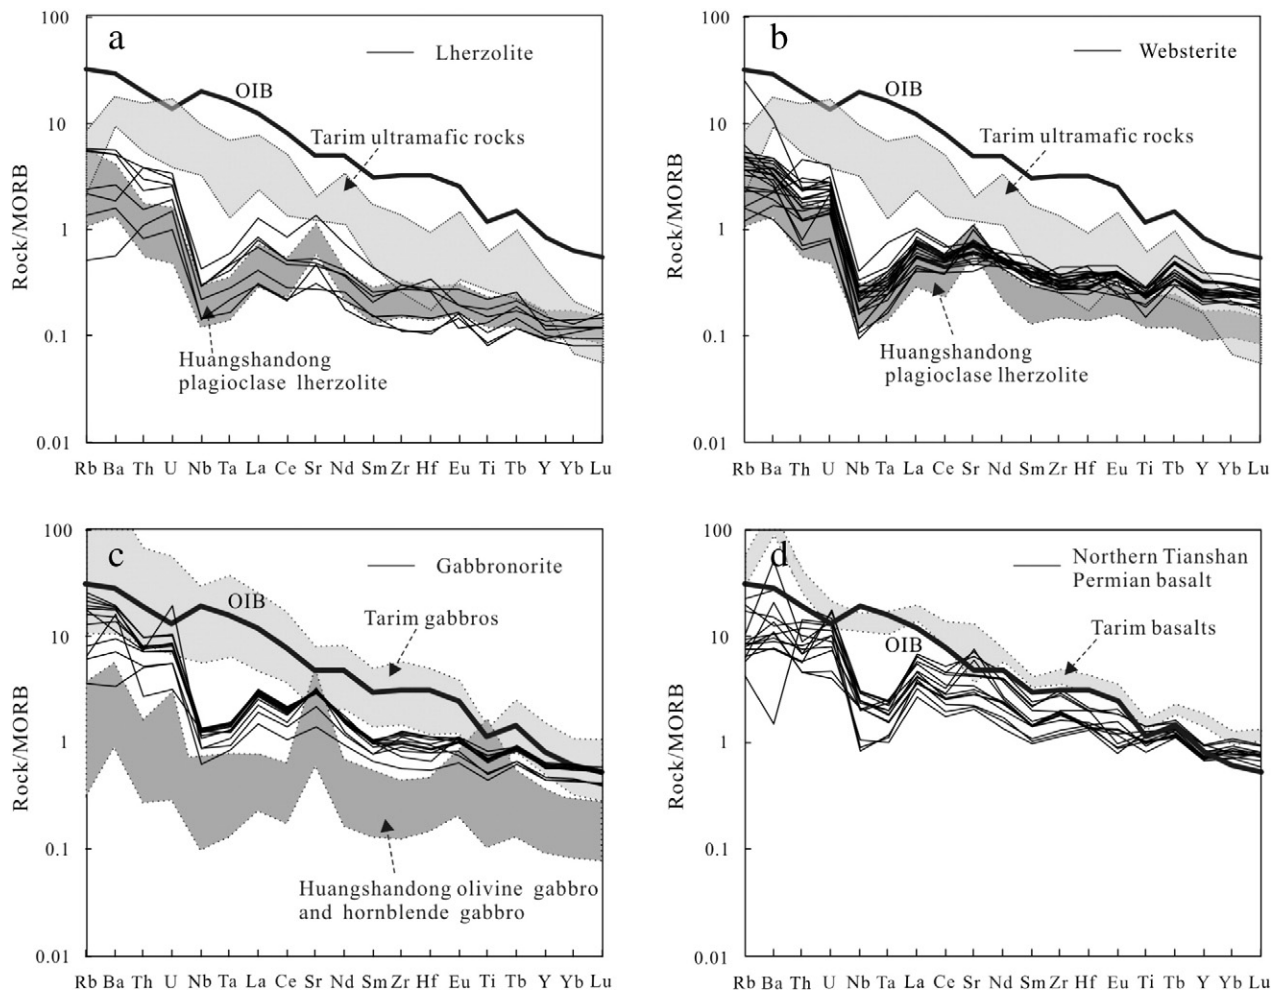 a
Lherzolite
OIB
Tarim ultramafic rocks
Huangshandong
plagioclase lherzolite
Rock/MORB
100
10
1
0.1
0.01
Rb Ba Th U Nb Ta La Ce Sr Nd Sm Zr Hf Eu Ti Tb Y Yb Lu
b
Websterite
OIB
Tarim ultramafic rocks
Huangshandong
plagioclase lherzolite
Rock/MORB
100
10
1
0.1
0.01
Rb Ba Th U Nb Ta La Ce Sr Nd Sm Zr Hf Eu Ti Tb Y Yb Lu
c
Gabbronorite
OIB
Tarim gabbros
Huangshandong olivine gabbro
and hornblende gabbro
Rock/MORB
100
10
1
0.1
0.01
Rb Ba Th U Nb Ta La Ce Sr Nd Sm Zr Hf Eu Ti Tb Y Yb Lu
d
Northern Tianshan
Permian basalt
OIB
Tarim basalts
Rock/MORB
100
10
1
0.1
0.01
Rb Ba Th U Nb Ta La Ce Sr Nd Sm Zr Hf Eu Ti Tb Y Yb Lu